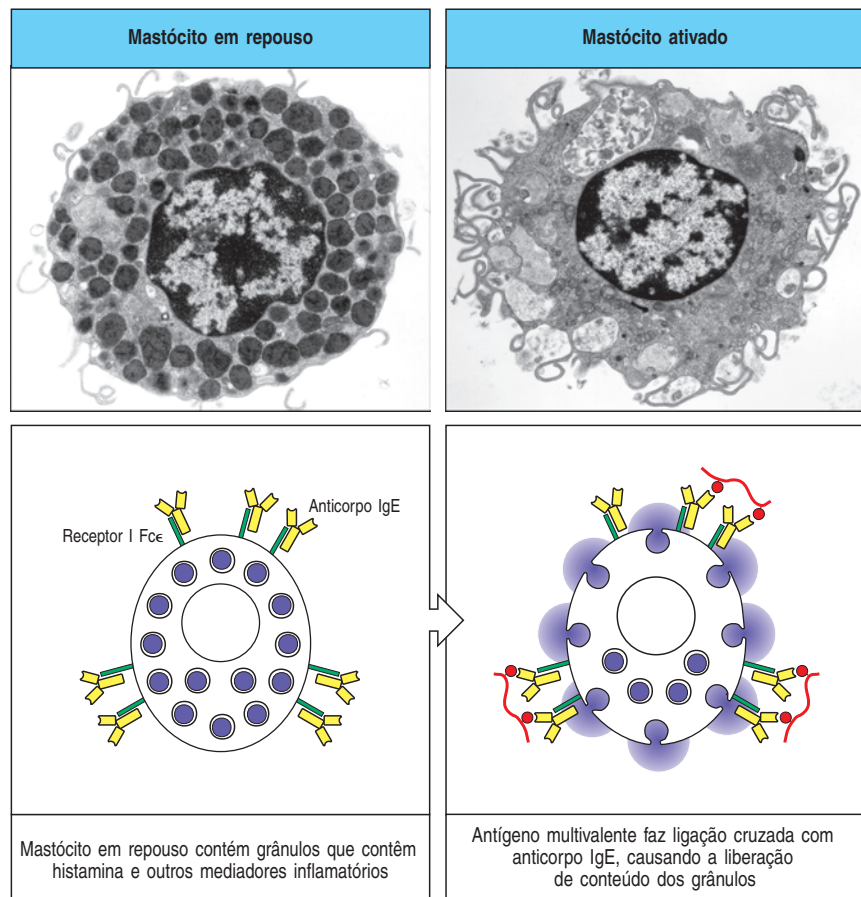 Mastócito em repouso
Mastócito ativado
Receptor I Fcϵ
Anticorpo IgE
Mastócito em repouso contém grânulos que contêm
histamina e outros mediadores inflamatórios
Antígeno multivalente faz ligação cruzada com
anticorpo IgE, causando a liberação
de conteúdo dos grânulos